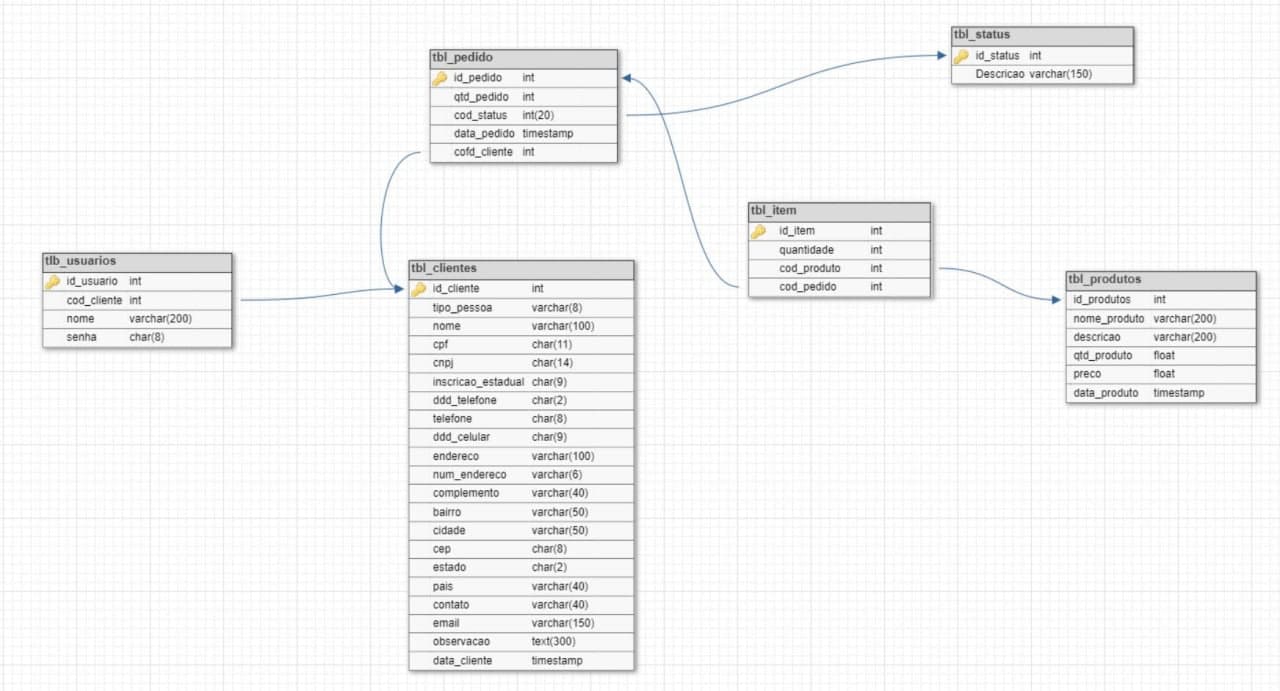 tbl_pedido
id_pedido int
qtd_pedido int
cod_status int(20)
data_pedido timestamp
cofd_cliente int
tbl_status
id_status int
Descricao varchar(150)
tbl_item
id_item int
quantidade int
cod_produto int
cod_pedido int
tlb_usuarios
id_usuario int
cod_cliente int
nome varchar(200)
senha char(8)
tbl_clientes
id_cliente int
tipo_pessoa varchar(8)
nome varchar(100)
cpf char(11)
cnpj char(14)
inscricao_estadual char(9)
ddd_telefone char(2)
telefone char(8)
ddd_celular char(9)
endereco varchar(100)
num_endereco varchar(6)
complemento varchar(40)
bairro varchar(50)
cidade varchar(50)
cep char(8)
estado char(2)
pais varchar(40)
contato varchar(40)
email varchar(150)
observacao text(300)
data_cliente timestamp
tbl_produtos
id_produtos int
nome_produto varchar(200)
descricao varchar(200)
qtd_produto float
preco float
data_produto timestamp